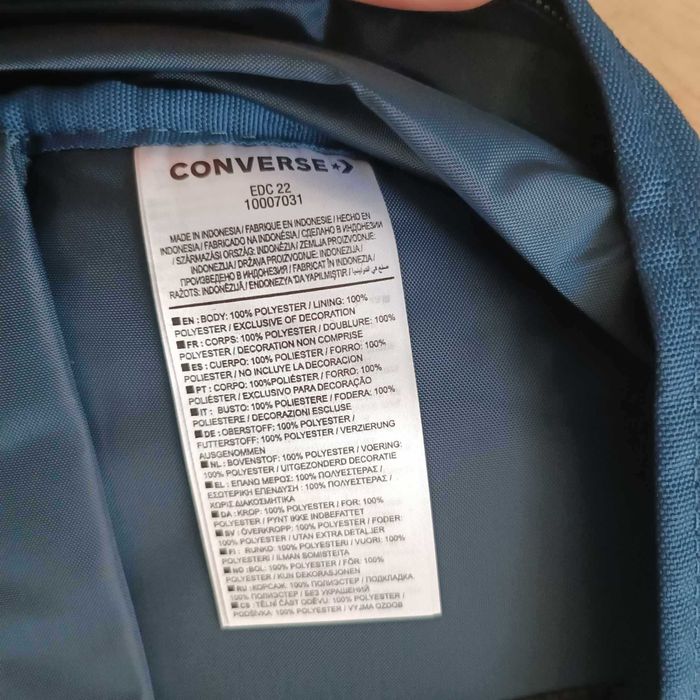 CONVERSE
EDC 22
10007031
MADE IN INDONESIA / FABRIQUE EN INDONESIE / HECHO EN
INDONESIA / FABRICADO NA INDONÉSIA / СДЕЛАНО В ИНДОНЕЗИИ
/ SZÁRMAZÁSI ORSZÁG: INDONÉZIA / ZEMLJA PROIZVODNJE:
INDONEZIJA / DRŽAVA PROIZVODNJE: INDONEZIJA /
ПРОИЗВЕДЕНО В ИНДОНЕЗИЯ / FABRICAT ÎN INDONEZIA /
RAŽOTS: INDONĒZIJĀ / ENDONEZYA'DA YAPILMIŞTIR / صنع في
EN : BODY: 100% POLYESTER / LINING: 100%
POLYESTER / EXCLUSIVE OF DECORATION
FR : CORPS: 100% POLYESTER / DOUBLURE: 100%
POLYESTER / DECORATION NON COMPRISE
ES : CUERPO: 100% POLIESTER / FORRO: 100%
POLIESTER / NO INCLUYE LA DECORACION
PT : CORPO: 100%POLIÉSTER / FORRO: 100%
POLIÉSTER / EXCLUSIVO PARA DECORAÇÃO
IT : BUSTO: 100% POLIESTERE / FODERA: 100%
POLIESTERE / DECORAZIONI ESCLUSE
DE : OBERSTOFF: 100% POLYESTER /
FUTTERSTOFF: 100% POLYESTER / VERZIERUNG
AUSGENOMMEN
NL : BOVENSTOF: 100% POLYESTER / VOERING:
100% POLYESTER / UITGEZONDERD DECORATIE
EL : ΕΠΑΝΩ ΜΕΡΟΣ: 100% ΠΟΛΥΕΣΤΕΡΑΣ /
ΕΣΩΤΕΡΙΚΗ ΕΠΕΝΔΥΣΗ : 100% ΠΟΛΥΕΣΤΕΡΑΣ /
ΧΩΡΙΣ ΔΙΑΚΟΣΜΗΤΙΚΑ
DA : KROP: 100% POLYESTER / FOR: 100%
POLYESTER / PYNT IKKE INDBEFATTET
SV : ÖVERKROPP: 100% POLYESTER / FODER:
100% POLYESTER / UTAN EXTRA DETALJER
FI : RUNKO: 100% POLYESTERI / VUORI: 100%
POLYESTERI / ILMAN SOMISTEITA
NO : BOL: 100% POLYESTER / FÔR: 100%
POLYESTER / KUN DEKORASJONEN
RU : КОРСАЖ: 100% ПОЛИЭСТЕР / ПОДКЛАДКА:
100% ПОЛИЭСТЕР / БЕЗ УКРАШЕНИЙ
CS : TĚLNÍ ČÁST ODĚVU: 100% POLYESTER /
PODŠÍVKA: 100% POLYESTER / VYJMA OZDOB